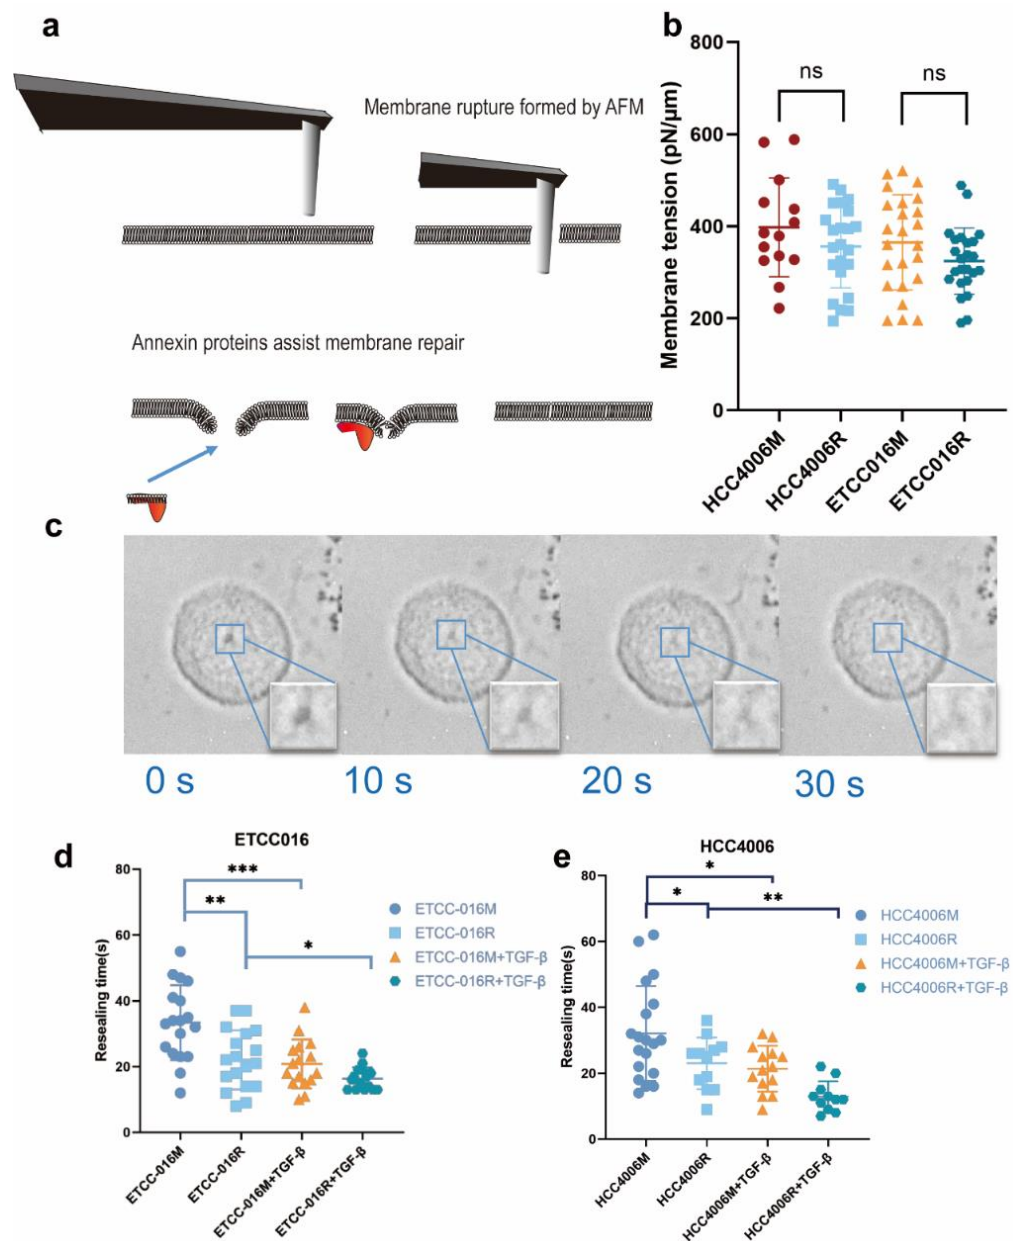 a
Membrane rupture formed by AFM
Annexin proteins assist membrane repair
b
Membrane tension (pN/μm)
800
600
400
200
0
ns
ns
HCC4006M
HCC4006R
ETCC016M
ETCC016R
c
0 s
10 s
20 s
30 s
d
ETCC016
Resealing time(s)
80
60
40
20
0
***
**
*
ETCC-016M
ETCC-016R
ETCC-016M+TGF-β
ETCC-016R+TGF-β
ETCC-016M
ETCC-016R
ETCC-016M+TGF-β
ETCC-016R+TGF-β
e
HCC4006
Resealing time(s)
80
60
40
20
0
*
*
**
HCC4006M
HCC4006R
HCC4006M+TGF-β
HCC4006R+TGF-β
HCC4006M
HCC4006R
HCC4006M+TGF-β
HCC4006R+TGF-β